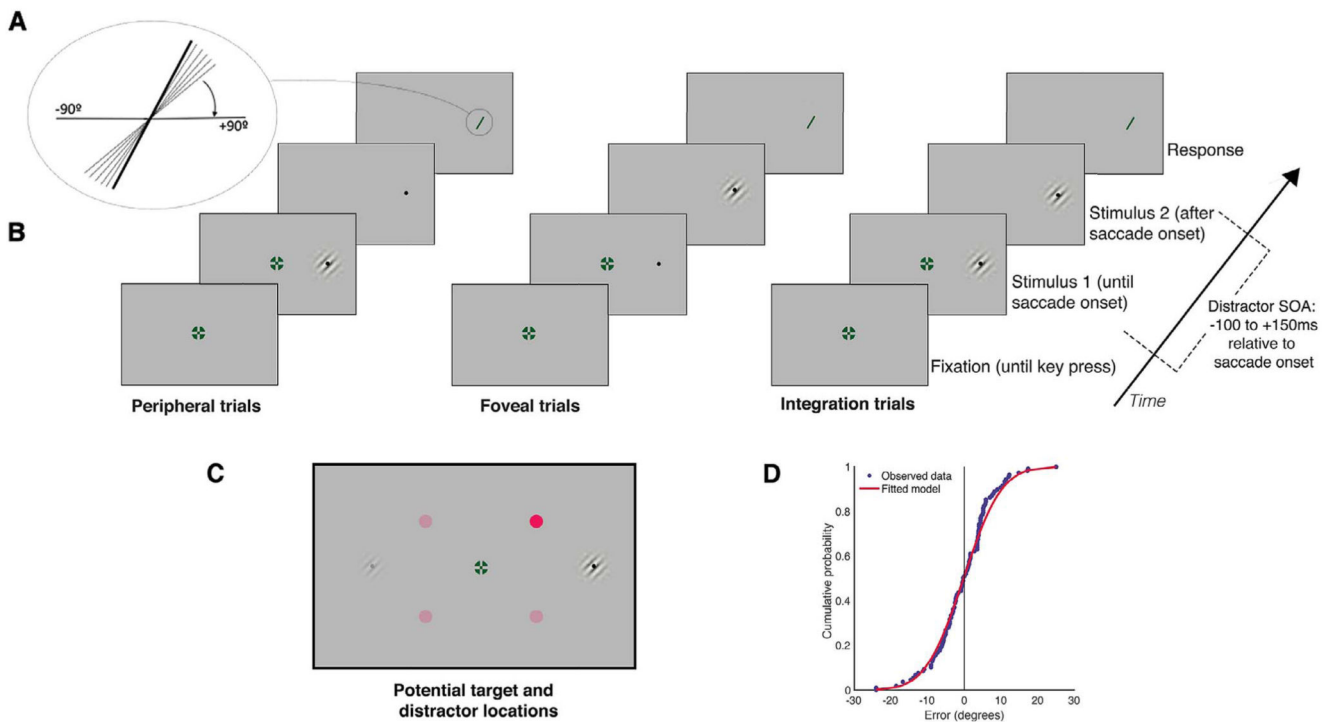 A
-90º
+90º
B
Response
Stimulus 2 (after
saccade onset)
Stimulus 1 (until
saccade onset)
Fixation (until key press)
Distractor SOA:
-100 to +150ms
relative to
saccade onset
Time
Peripheral trials
Foveal trials
Integration trials
C
Potential target and
distractor locations
D
Observed data
Fitted model
Cumulative probability
1
0.8
0.6
0.4
0.2
0
-30 -20 -10 0 10 20 30
Error (degrees)